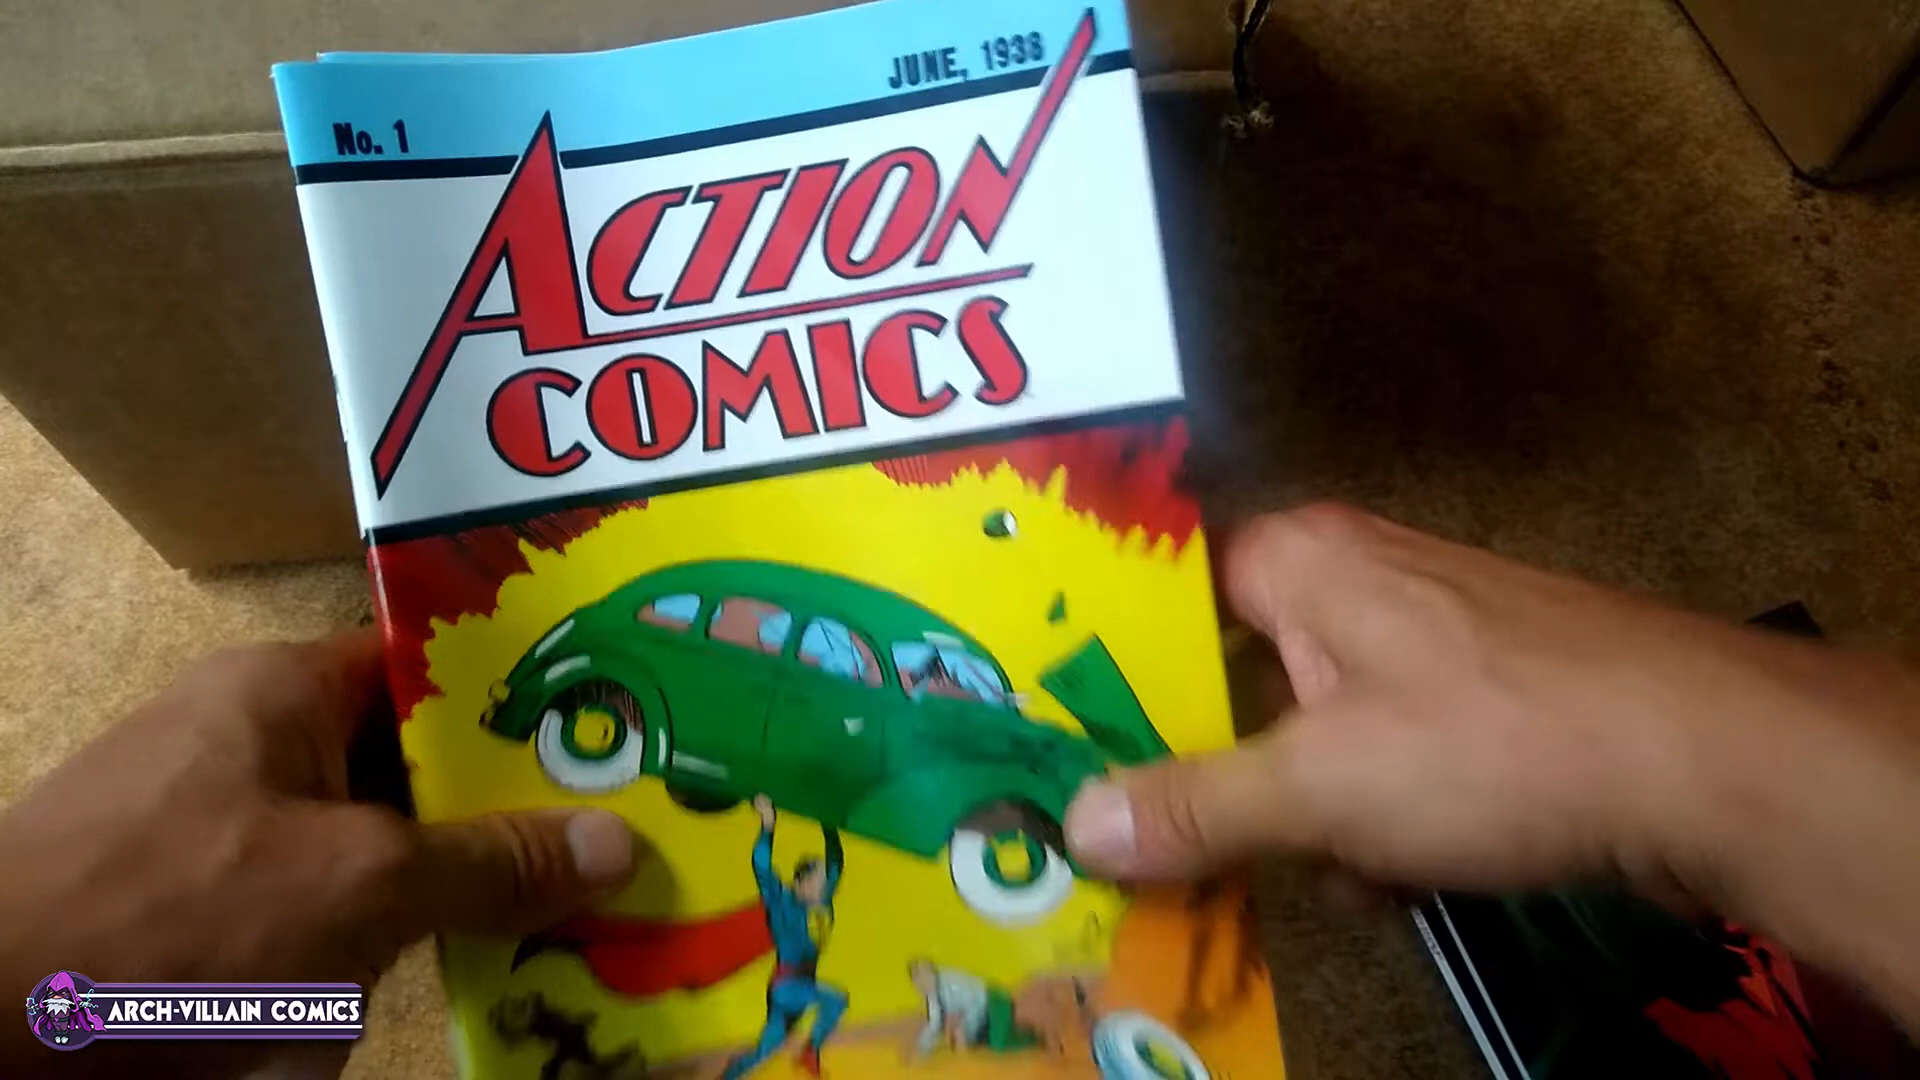 No. 1
JUNE, 1938
ACTION
COMICS
ARCH-VILLAIN COMICS